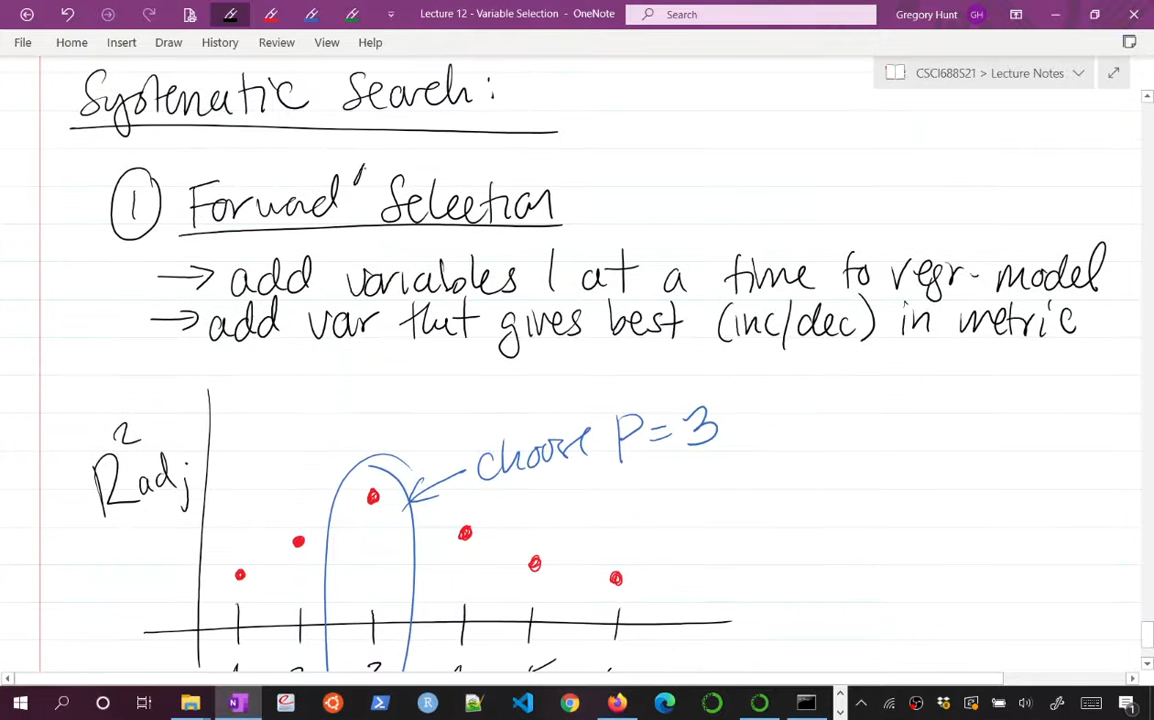 Lecture 12 - Variable Selection - OneNote
Search
Gregory Hunt
GH
File
Home
Insert
Draw
History
Review
View
Help
CSCI688S21 > Lecture Notes
Systematic Search:
1 Forward Selection
→ add variables 1 at a time to regr. model
→ add var that gives best (inc/dec) in metric
R²adj
choose P=3